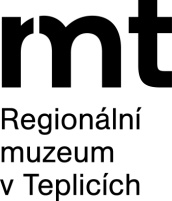 rmt
Regionální
muzeum
v Teplicích